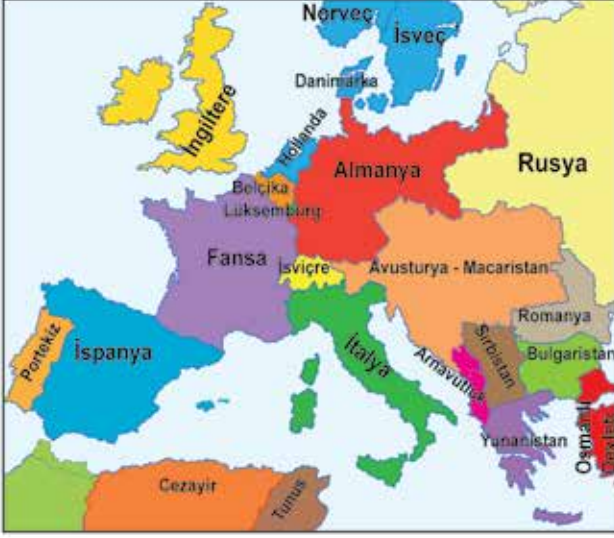 Norveç
İsveç
Danimarka
İngiltere
Hollanda
Almanya
Rusya
Belçika
Lüksemburg
Fansa
İsviçre
Avusturya - Macaristan
Romanya
Portekiz
İspanya
İtalya
Arnavutluk
Sırbistan
Bulgaristan
Yunanistan
Osmanlı
Devleti
Cezayir
Tunus